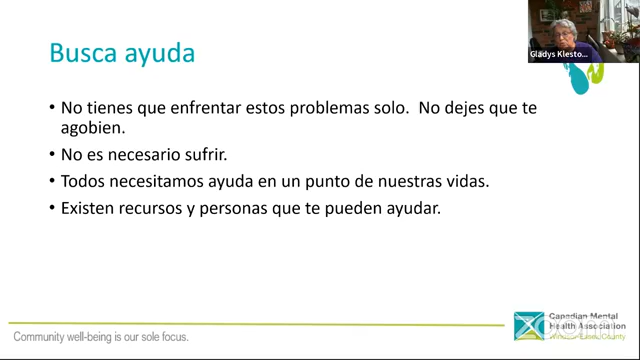 Gladys Klesto...
Busca ayuda
• No tienes que enfrentar estos problemas solo. No dejes que te
agobien.
• No es necesario sufrir.
• Todos necesitamos ayuda en un punto de nuestras vidas.
• Existen recursos y personas que te pueden ayudar.
Community well-being is our sole focus.
Canadian Mental
Health Association
zoom